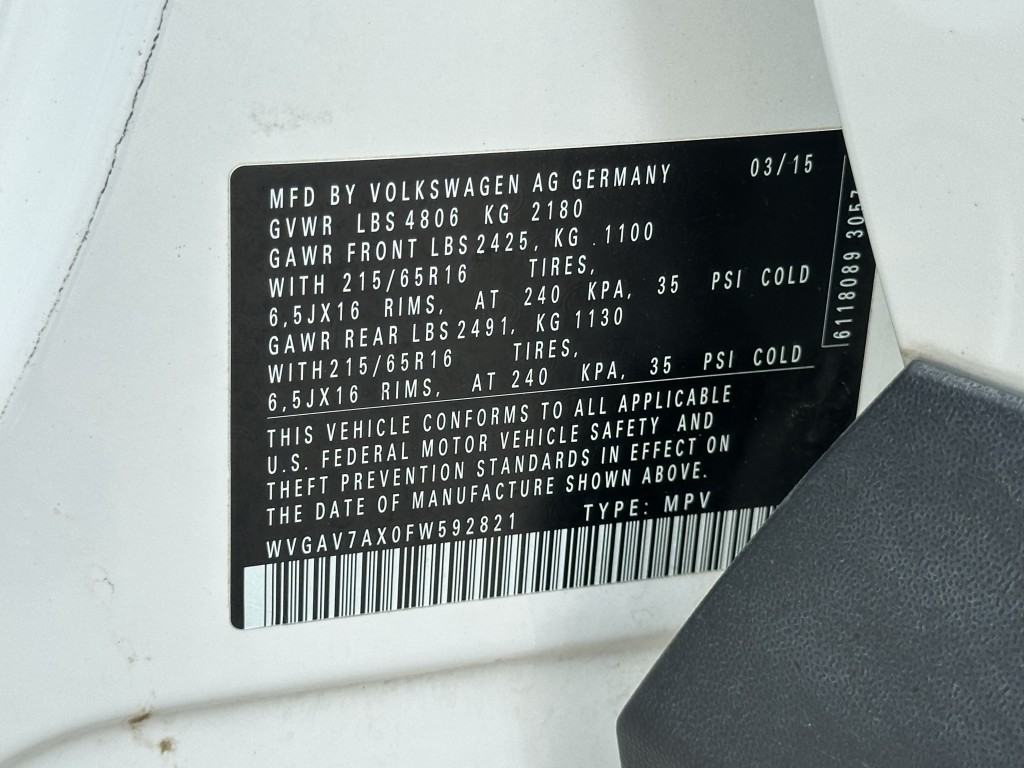 MFD BY VOLKSWAGEN AG GERMANY 03/15
GVWR LBS 4806 KG 2180
GAWR FRONT LBS 2425, KG .1100
WITH 215/65R16 TIRES,
6,5JX16 RIMS, AT 240 KPA, 35 PSI COLD
GAWR REAR LBS 2491, KG 1130
WITH 215/65R16 TIRES,
6,5JX16 RIMS, AT 240 KPA, 35 PSI COLD
THIS VEHICLE CONFORMS TO ALL APPLICABLE
U.S. FEDERAL MOTOR VEHICLE SAFETY AND
THEFT PREVENTION STANDARDS IN EFFECT ON
THE DATE OF MANUFACTURE SHOWN ABOVE.
WVGAV7AX0FW592821 TYPE: MPV
6118089